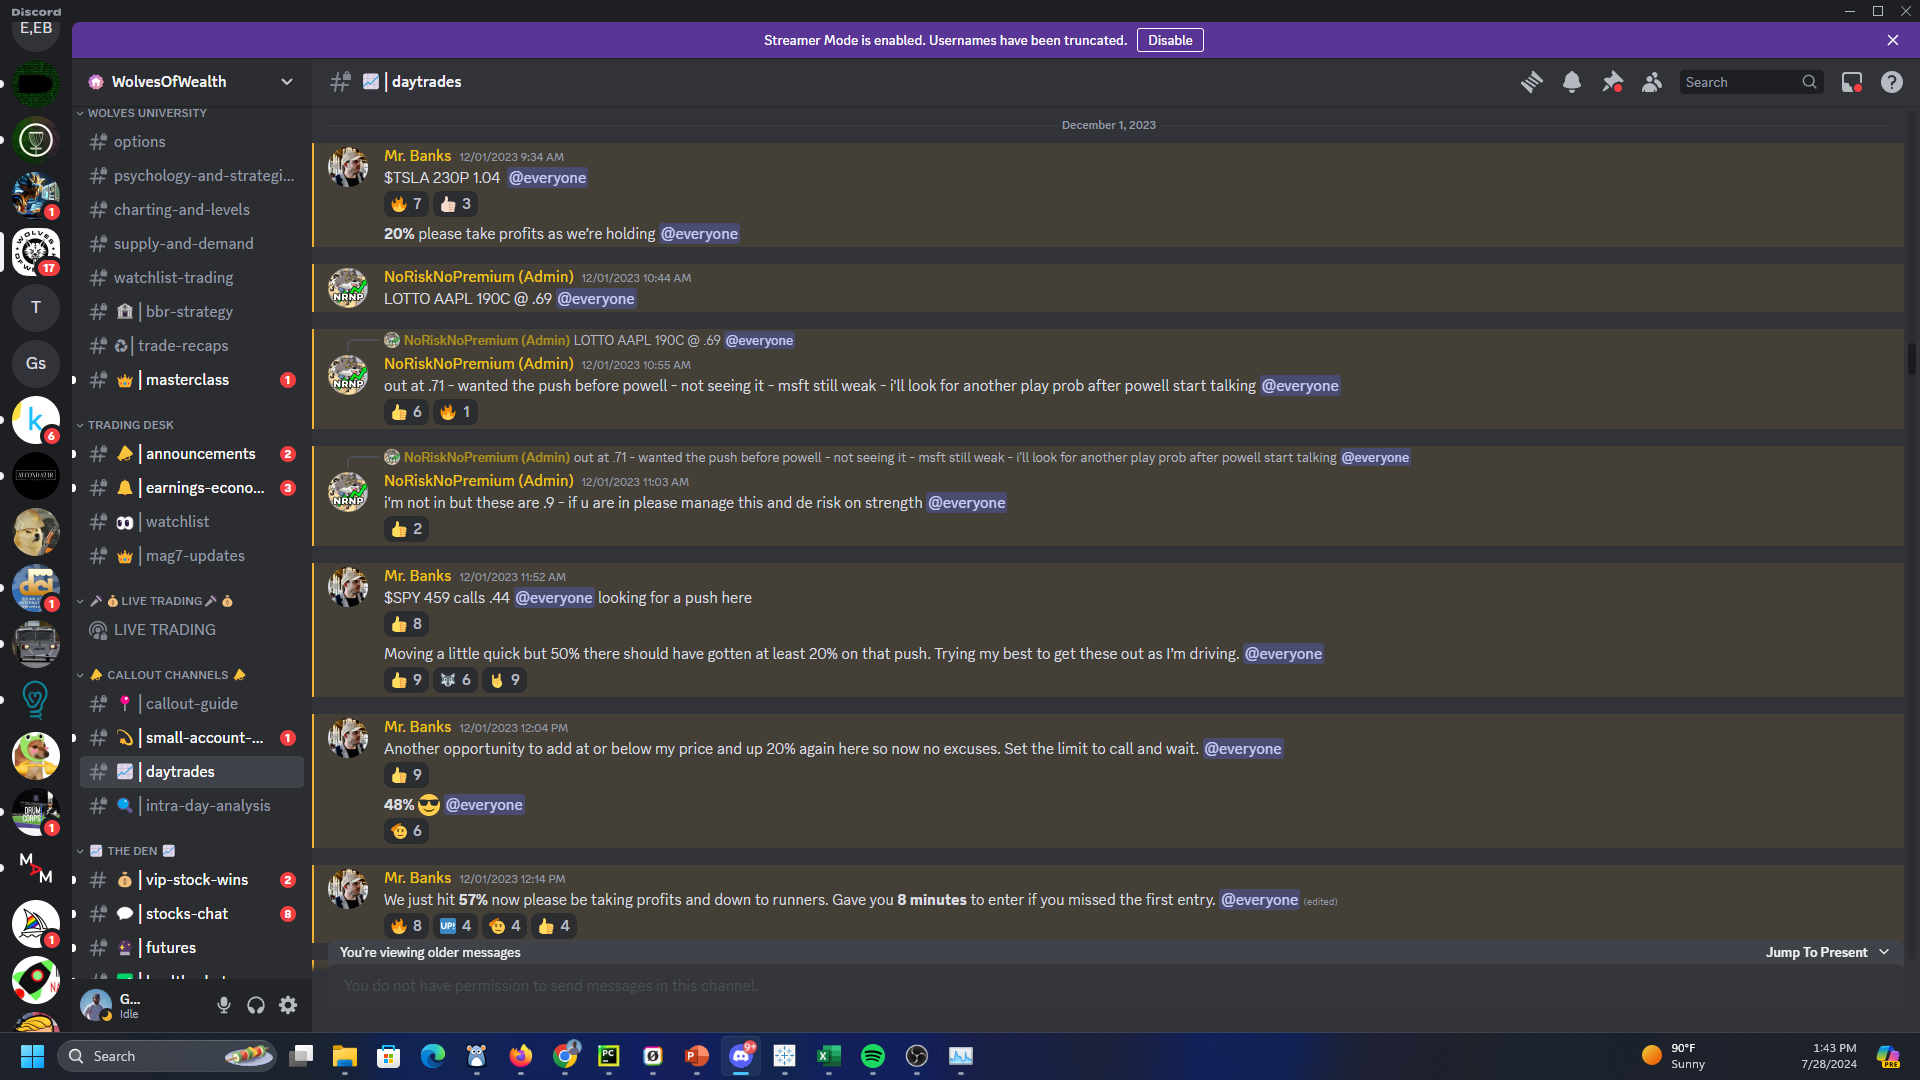 Discord
Streamer Mode is enabled. Usernames have been truncated. Disable
E,EB
1
17
T
Gs
k
6
SECOND STAR
dci
1
DRUM CORPS
1
M A M
1
WolvesOfWealth
WOLVES UNIVERSITY
options
psychology-and-strategi...
charting-and-levels
supply-and-demand
watchlist-trading
bbr-strategy
trade-recaps
masterclass 1
TRADING DESK
announcements 2
earnings-econo... 3
watchlist
mag7-updates
LIVE TRADING
LIVE TRADING
CALLOUT CHANNELS
callout-guide
small-account-... 1
daytrades
intra-day-analysis
THE DEN
vip-stock-wins 2
stocks-chat 8
futures
G...
Idle
daytrades
Search
December 1, 2023
Mr. Banks 12/01/2023 9:34 AM
$TSLA 230P 1.04 @everyone
7 3
20% please take profits as we're holding @everyone
NRNP
NoRiskNoPremium (Admin) 12/01/2023 10:44 AM
LOTTO AAPL 190C @ .69 @everyone
NoRiskNoPremium (Admin) LOTTO AAPL 190C @ .69 @everyone
NRNP
NoRiskNoPremium (Admin) 12/01/2023 10:55 AM
out at .71 - wanted the push before powell - not seeing it - msft still weak - i'll look for another play prob after powell start talking @everyone
6 1
NoRiskNoPremium (Admin) out at .71 - wanted the push before powell - not seeing it - msft still weak - i'll look for another play prob after powell start talking @everyone
NRNP
NoRiskNoPremium (Admin) 12/01/2023 11:03 AM
i'm not in but these are .9 - if u are in please manage this and de risk on strength @everyone
2
Mr. Banks 12/01/2023 11:52 AM
$SPY 459 calls .44 @everyone looking for a push here
8
Moving a little quick but 50% there should have gotten at least 20% on that push. Trying my best to get these out as I'm driving. @everyone
9 6 9
Mr. Banks 12/01/2023 12:04 PM
Another opportunity to add at or below my price and up 20% again here so now no excuses. Set the limit to call and wait. @everyone
9
48% @everyone
6
Mr. Banks 12/01/2023 12:14 PM
We just hit 57% now please be taking profits and down to runners. Gave you 8 minutes to enter if you missed the first entry. @everyone (edited)
8 UP! 4 4 4
You're viewing older messages Jump To Present
You do not have permission to send messages in this channel.
Search
PC
9+
90°F
Sunny
1:43 PM
7/28/2024
PRE